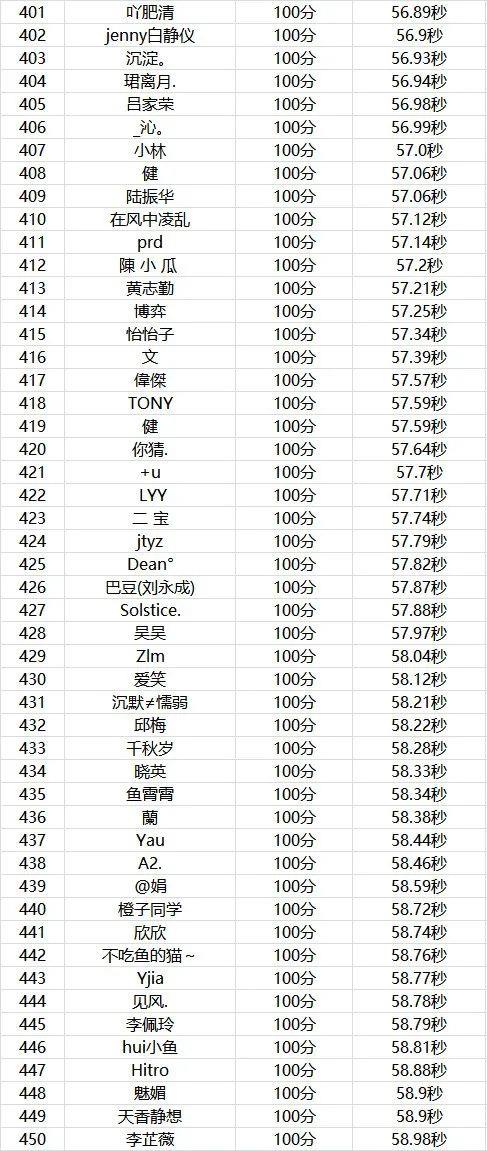 401 吖肥清 100分 56.89秒
402 jenny白静仪 100分 56.9秒
403 沉淀。 100分 56.93秒
404 珺离月. 100分 56.94秒
405 吕家荣 100分 56.98秒
406 _沁。 100分 56.99秒
407 小林 100分 57.0秒
408 健 100分 57.06秒
409 陆振华 100分 57.06秒
410 在风中凌乱 100分 57.12秒
411 prd 100分 57.14秒
412 陳 小 瓜 100分 57.2秒
413 黄志勤 100分 57.21秒
414 博弈 100分 57.25秒
415 怡怡子 100分 57.34秒
416 文 100分 57.39秒
417 偉傑 100分 57.57秒
418 TONY 100分 57.59秒
419 健 100分 57.59秒
420 你猜. 100分 57.64秒
421 +u 100分 57.7秒
422 LYY 100分 57.71秒
423 二 宝 100分 57.74秒
424 jtyz 100分 57.79秒
425 Dean° 100分 57.82秒
426 巴豆(刘永成) 100分 57.87秒
427 Solstice. 100分 57.88秒
428 昊昊 100分 57.97秒
429 Zlm 100分 58.04秒
430 爱笑 100分 58.12秒
431 沉默≠懦弱 100分 58.21秒
432 邱梅 100分 58.22秒
433 千秋岁 100分 58.28秒
434 晓英 100分 58.33秒
435 鱼霄霄 100分 58.34秒
436 蘭 100分 58.38秒
437 Yau 100分 58.44秒
438 A2. 100分 58.46秒
439 @娟 100分 58.59秒
440 橙子同学 100分 58.72秒
441 欣欣 100分 58.74秒
442 不吃鱼的猫～ 100分 58.76秒
443 Yjia 100分 58.77秒
444 见风. 100分 58.78秒
445 李佩玲 100分 58.79秒
446 hui小鱼 100分 58.81秒
447 Hitro 100分 58.88秒
448 魅媚 100分 58.9秒
449 天香静想 100分 58.9秒
450 李芷薇 100分 58.98秒